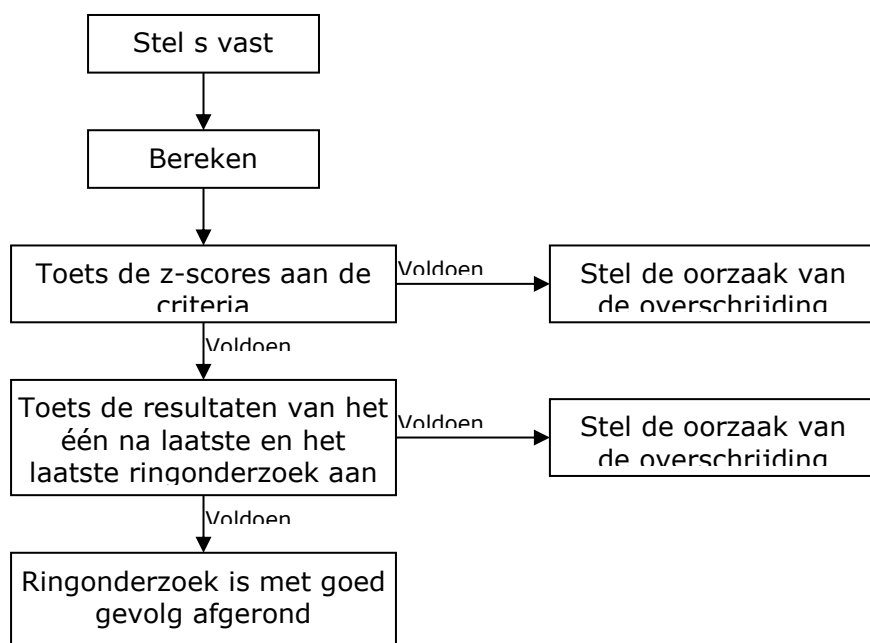 Stel s vast
Bereken
Toets de z-scores aan de
criteria
Voldoen
Stel de oorzaak van
de overschrijding
Voldoen
Toets de resultaten van het
één na laatste en het
laatste ringonderzoek aan
Voldoen
Stel de oorzaak van
de overschrijding
Voldoen
Ringonderzoek is met goed
gevolg afgerond